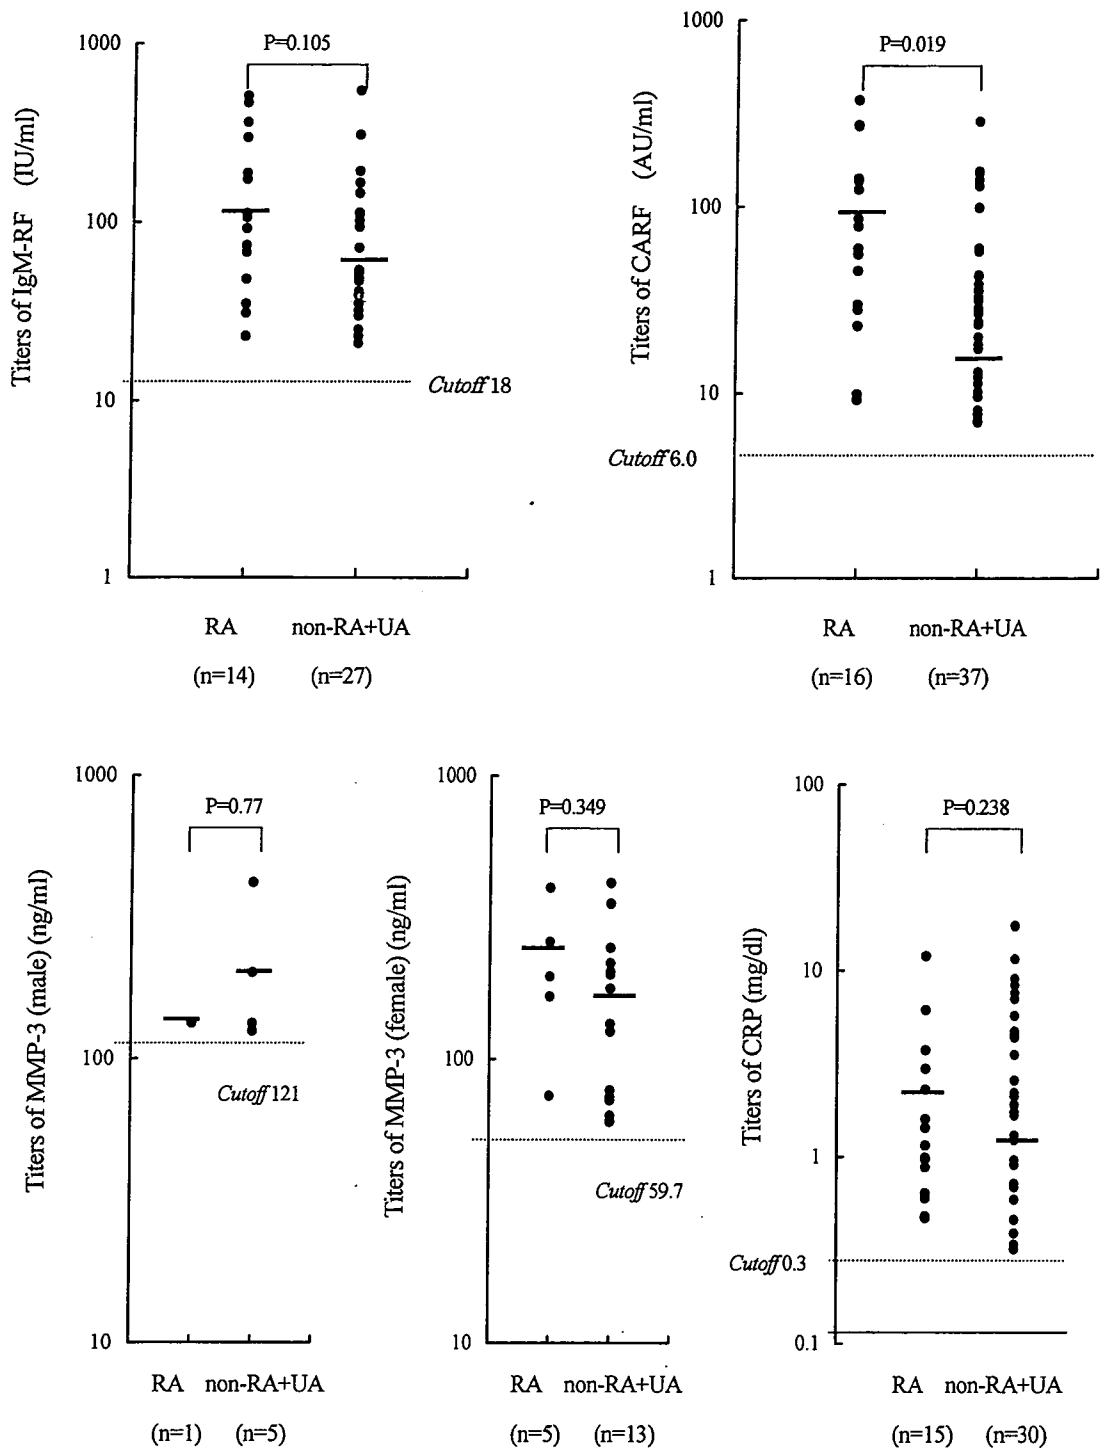 1000
P=0.105
Titers of IgM-RF (IU/ml)
100
Cutoff 18
10
1
RA non-RA+UA
(n=14) (n=27)
1000
P=0.019
Titers of CARF (AU/ml)
100
10
Cutoff 6.0
1
RA non-RA+UA
(n=16) (n=37)
1000
P=0.77
Titers of MMP-3 (male) (ng/ml)
100
Cutoff 121
10
RA non-RA+UA
(n=1) (n=5)
1000
P=0.349
Titers of MMP-3 (female) (ng/ml)
100
Cutoff 59.7
10
RA non-RA+UA
(n=5) (n=13)
100
P=0.238
Titers of CRP (mg/dl)
10
1
Cutoff 0.3
0.1
RA non-RA+UA
(n=15) (n=30)